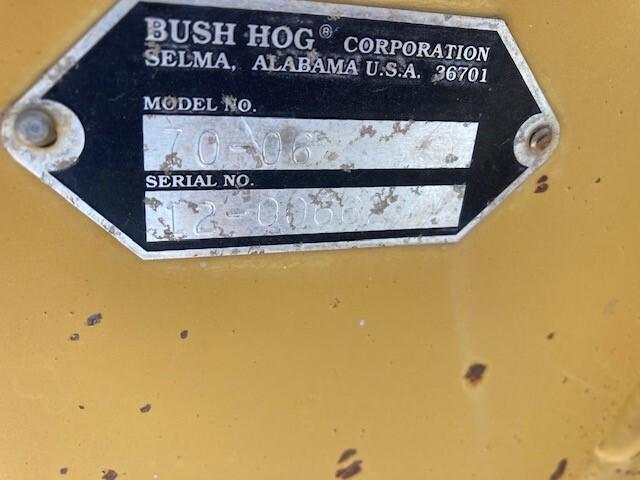 BUSH HOG® CORPORATION
SELMA, ALABAMA U.S.A. 36701
MODEL NO.
70-06
SERIAL NO.